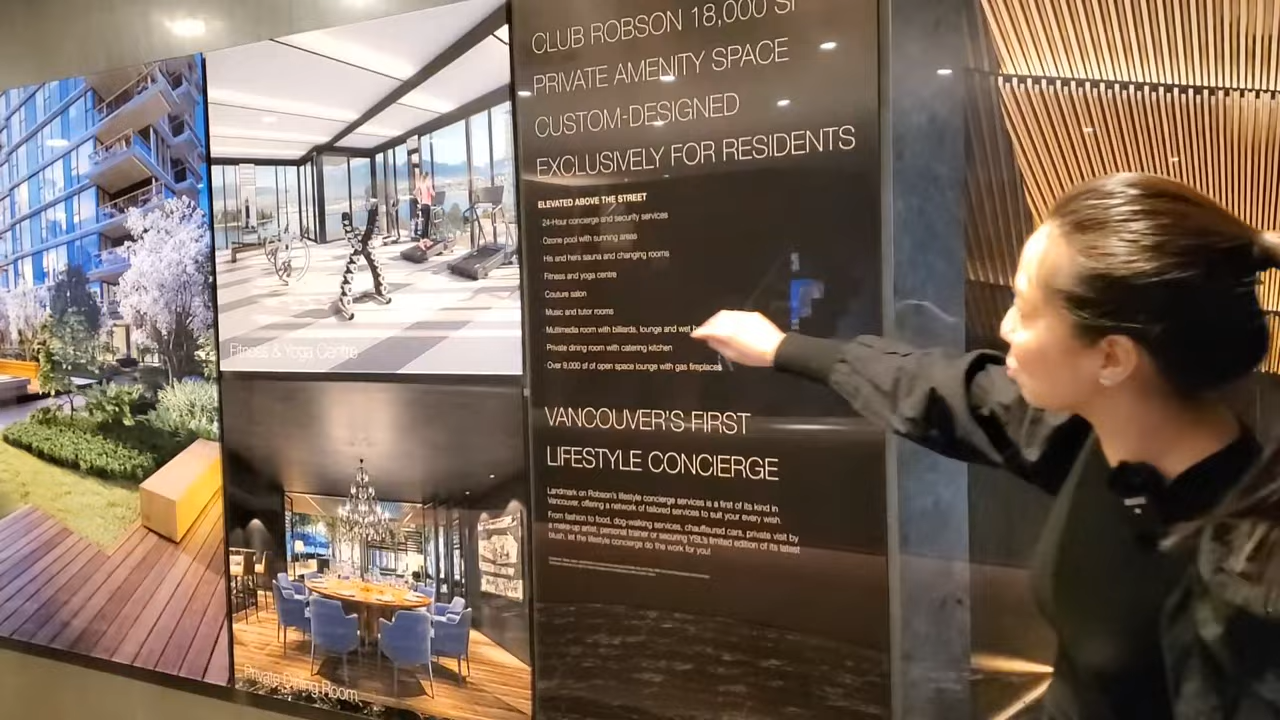 Fitness & Yoga Centre
Private Dining Room
CLUB ROBSON 18,000 SF
PRIVATE AMENITY SPACE
CUSTOM-DESIGNED
EXCLUSIVELY FOR RESIDENTS
ELEVATED ABOVE THE STREET
· 24-Hour concierge and security services
· Ozone pool with sunning areas
· His and hers sauna and changing rooms
· Fitness and yoga centre
· Couture salon
· Music and tutor rooms
· Multimedia room with billiards, lounge and wet
· Private dining room with catering kitchen
· Over 9,000 sf of open space lounge with gas fireplaces
VANCOUVER'S FIRST
LIFESTYLE CONCIERGE
Landmark on Robson's lifestyle concierge services is a first of its kind in
Vancouver, offering a network of tailored services to suit your every wish.
From fashion to food, dog-walking services, chauffeured cars, private visit by
a make-up artist, personal trainer or securing YSL's limited edition of its latest
blush, let the lifestyle concierge do the work for you!